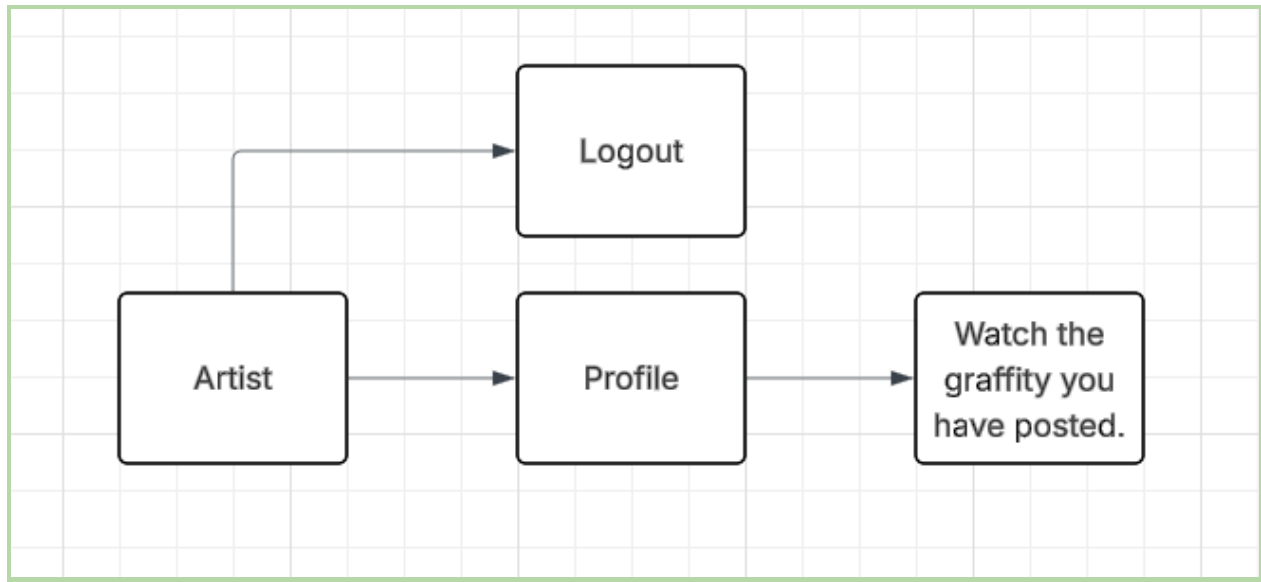 Logout
Artist
Profile
Watch the
graffity you
have posted.